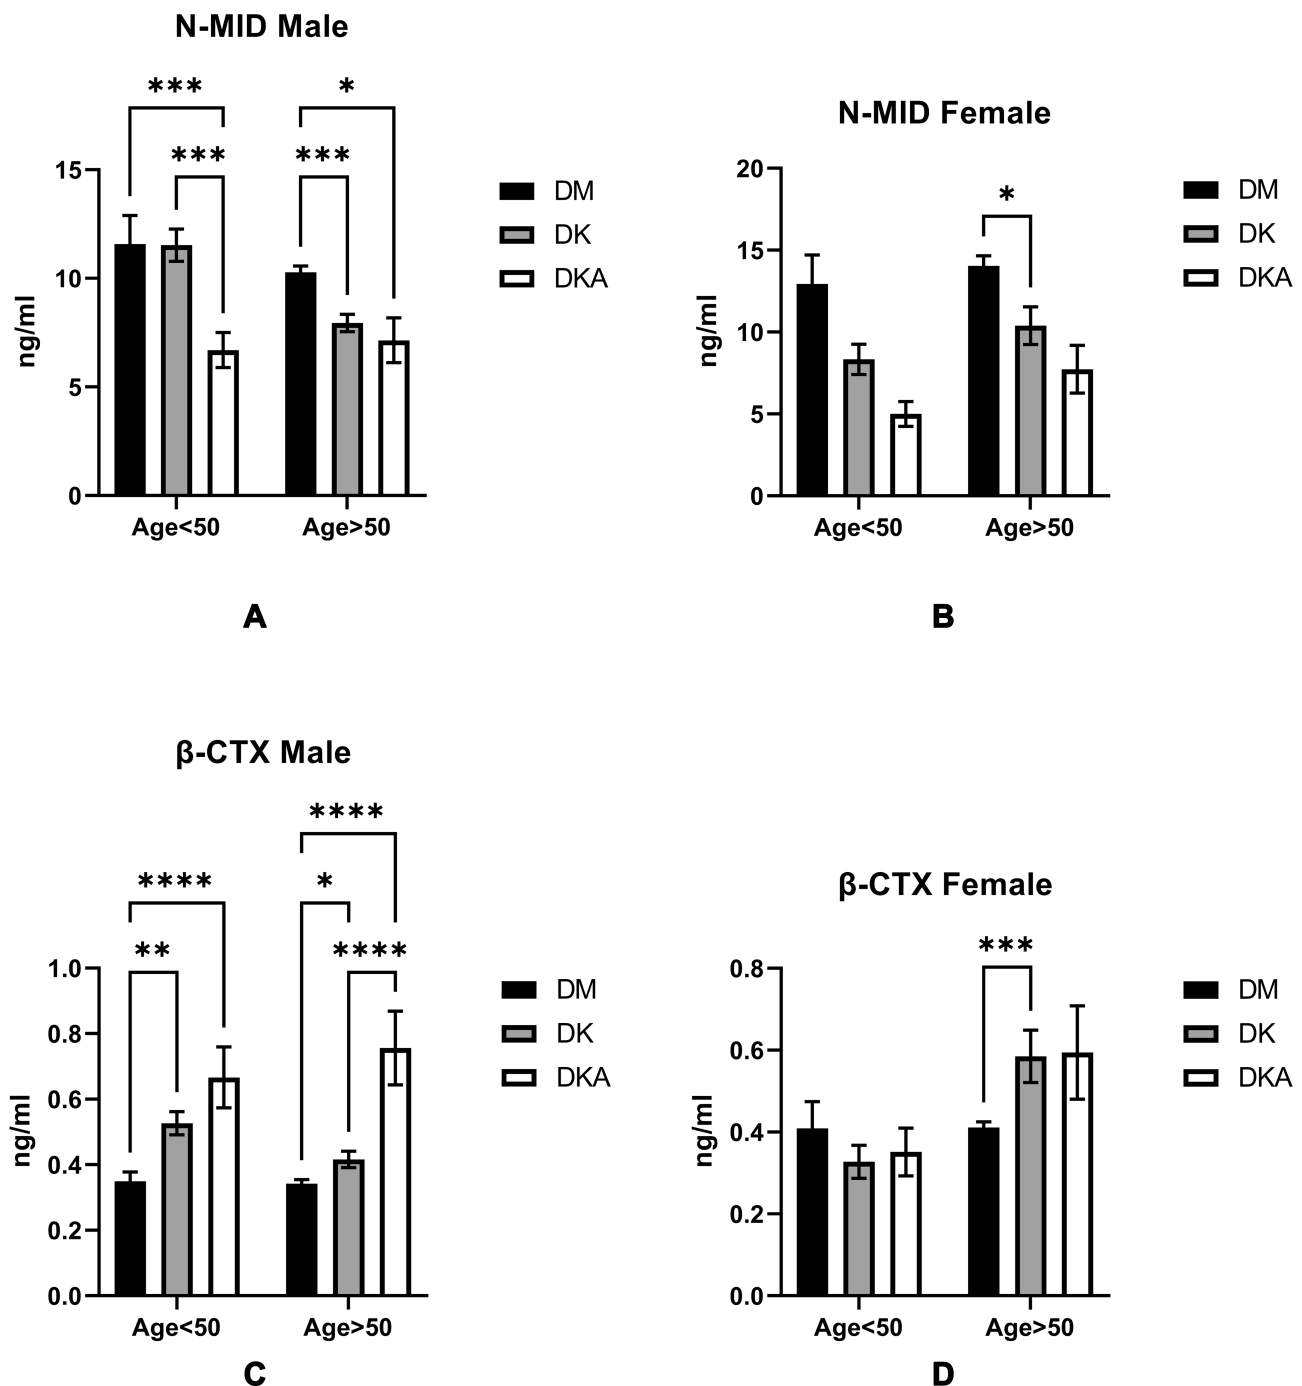 N-MID Male
*** *
*** ***
15
10
5
0
ng/ml
Age<50 Age>50
DM
DK
DKA
A
N-MID Female
*
20
15
10
5
0
ng/ml
Age<50 Age>50
DM
DK
DKA
B
β-CTX Male
****
**** *
** ****
1.0
0.8
0.6
0.4
0.2
0.0
ng/ml
Age<50 Age>50
DM
DK
DKA
C
β-CTX Female
***
0.8
0.6
0.4
0.2
0.0
ng/ml
Age<50 Age>50
DM
DK
DKA
D